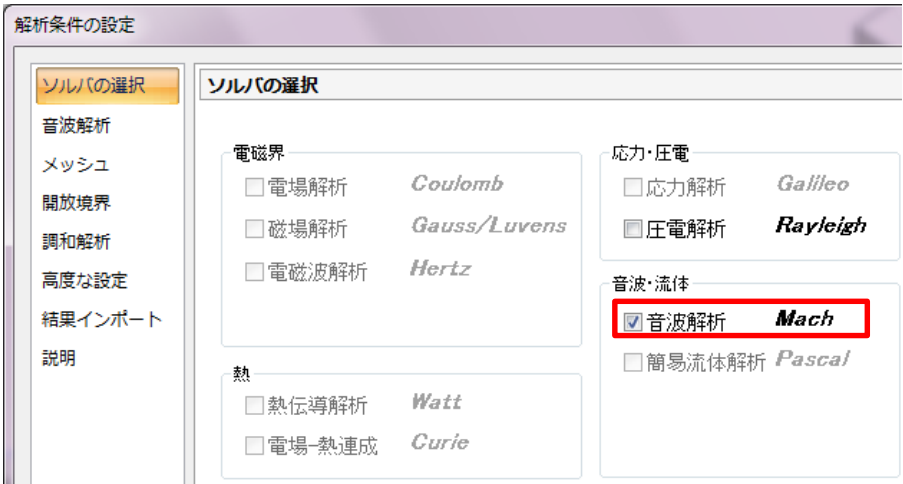 解析条件の設定
ソルバの選択
音波解析
メッシュ
開放境界
調和解析
高度な設定
結果インポート
説明
ソルバの選択
電磁界
電場解析 Coulomb
磁場解析 Gauss/Luvens
電磁波解析 Hertz
熱
熱伝導解析 Watt
電場-熱連成 Curie
応力・圧電
応力解析 Galileo
圧電解析 Rayleigh
音波・流体
音波解析 Mach
簡易流体解析 Pascal